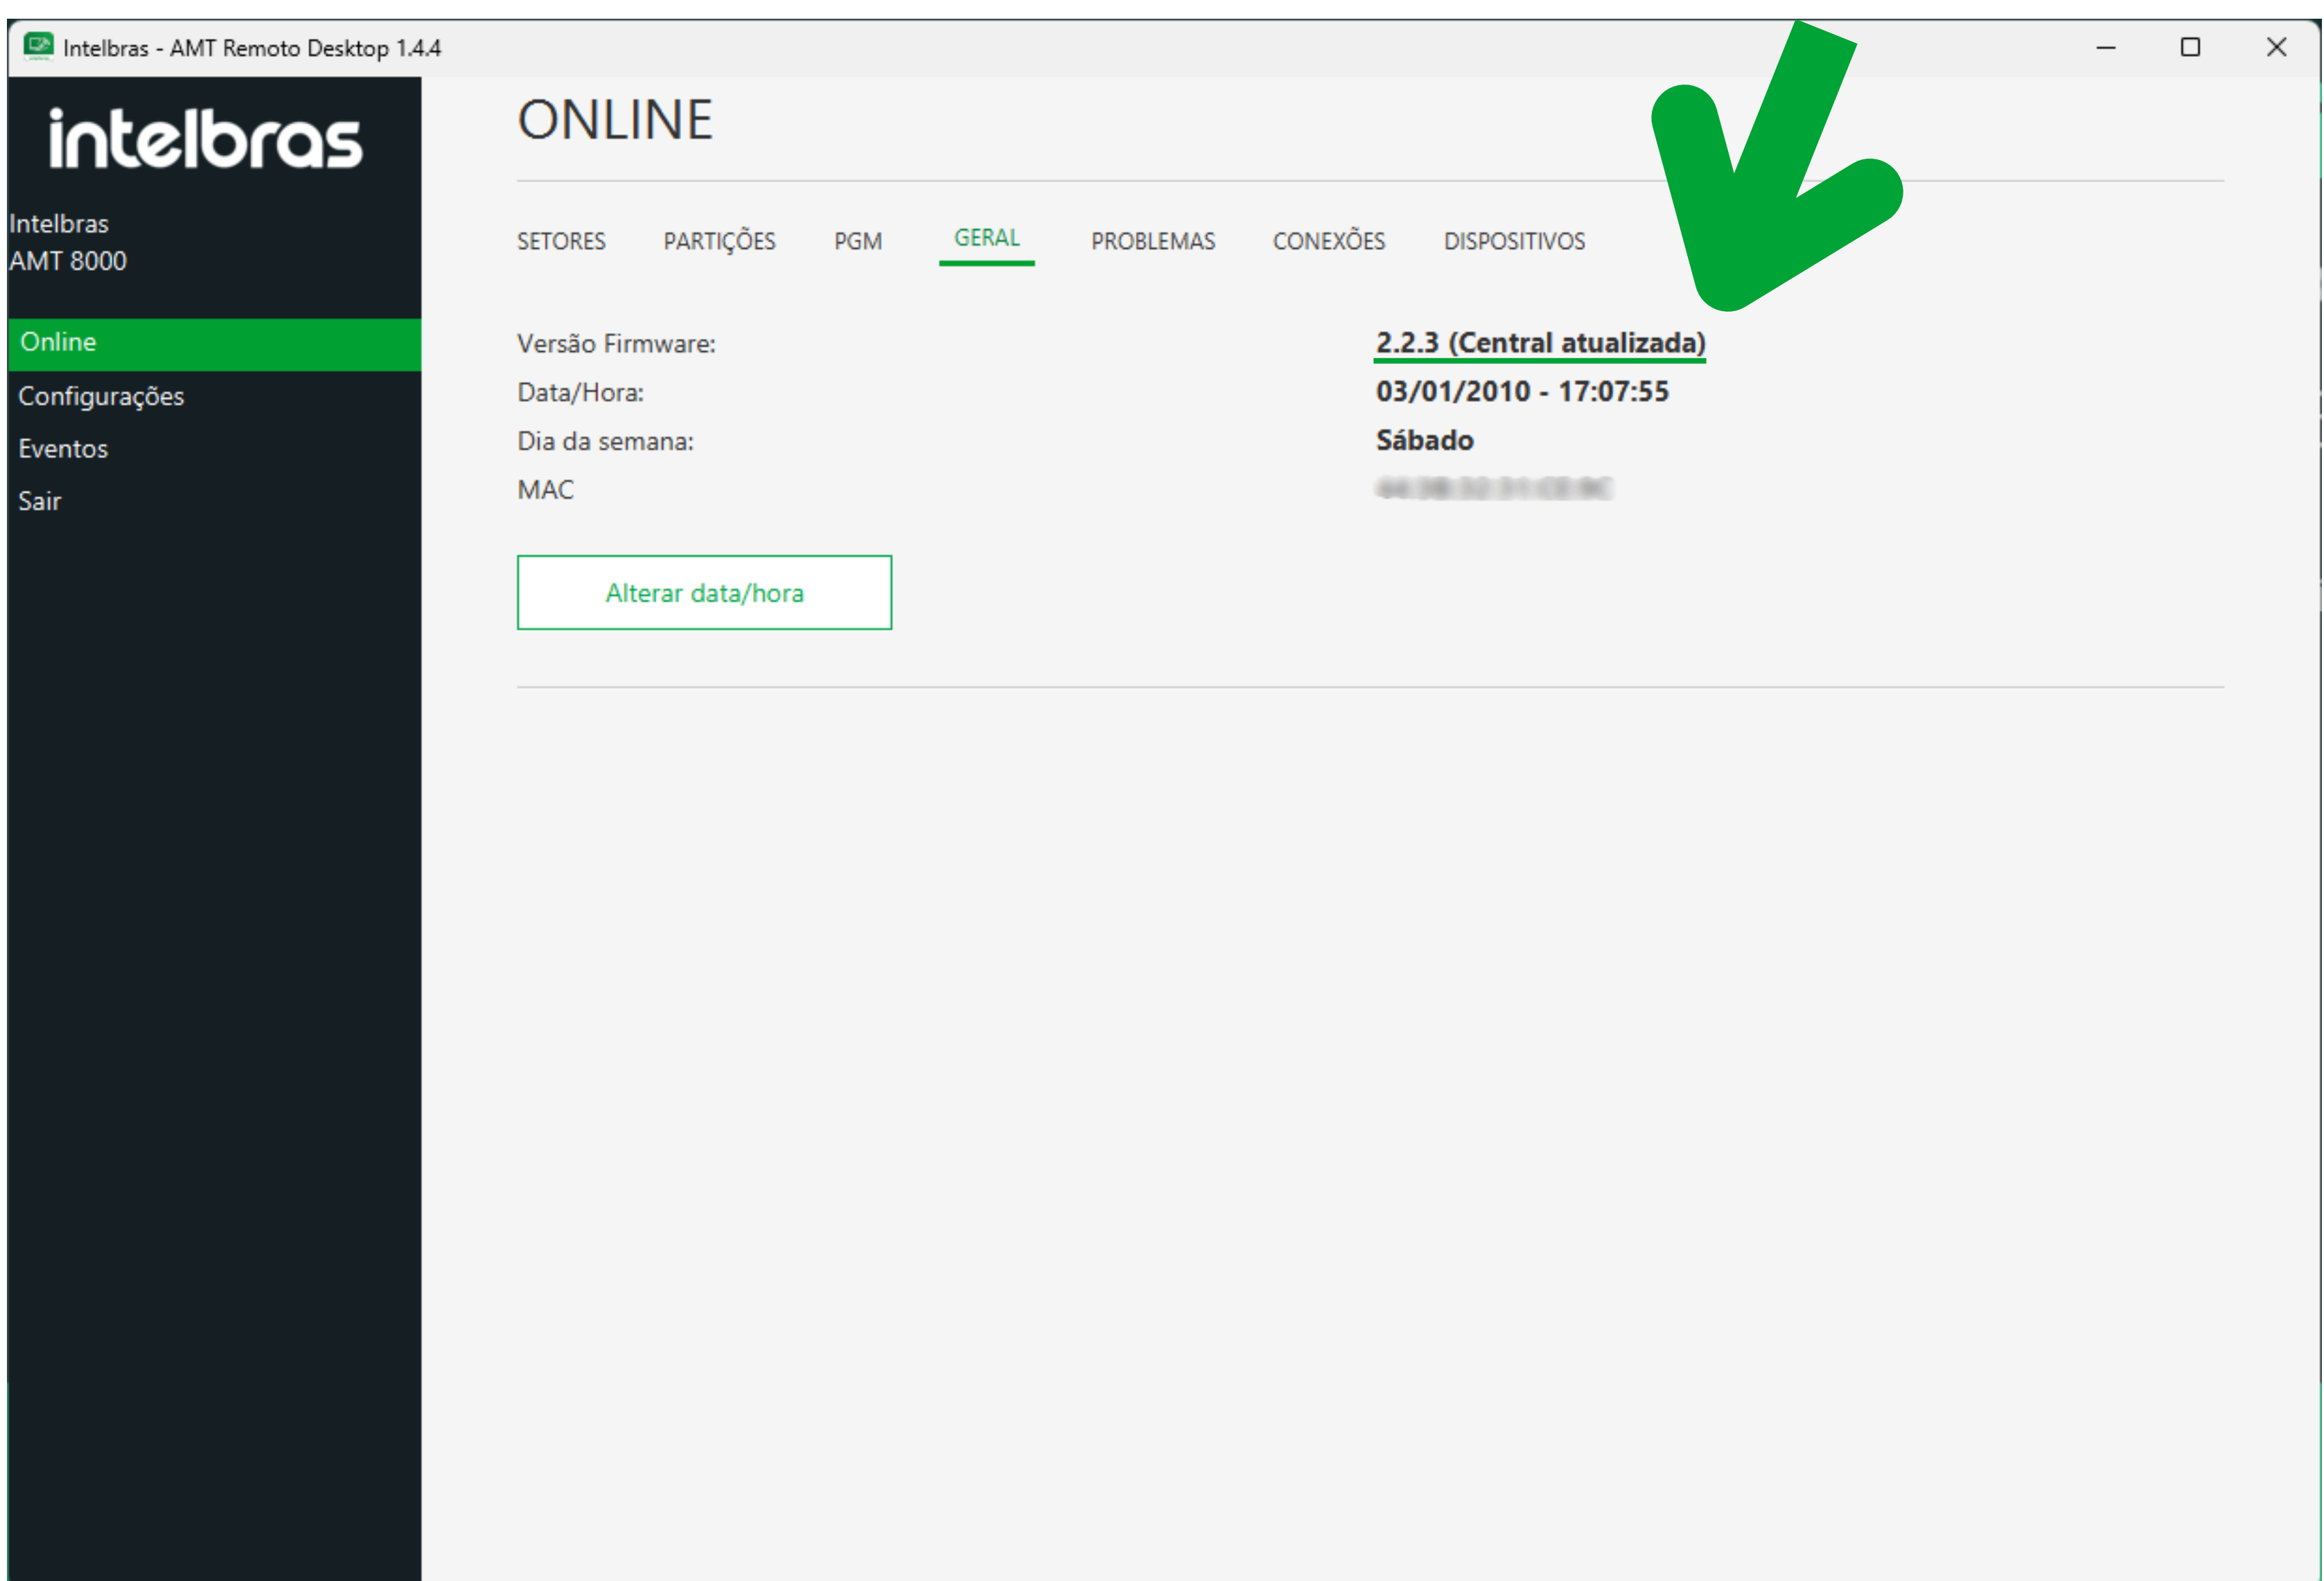 Intelbras - AMT Remoto Desktop 1.4.4
intelbras
Intelbras
AMT 8000
Online
Configurações
Eventos
Sair
ONLINE
SETORES PARTIÇÕES PGM GERAL PROBLEMAS CONEXÕES DISPOSITIVOS
Versão Firmware: 2.2.3 (Central atualizada)
Data/Hora: 03/01/2010 - 17:07:55
Dia da semana: Sábado
MAC
Alterar data/hora